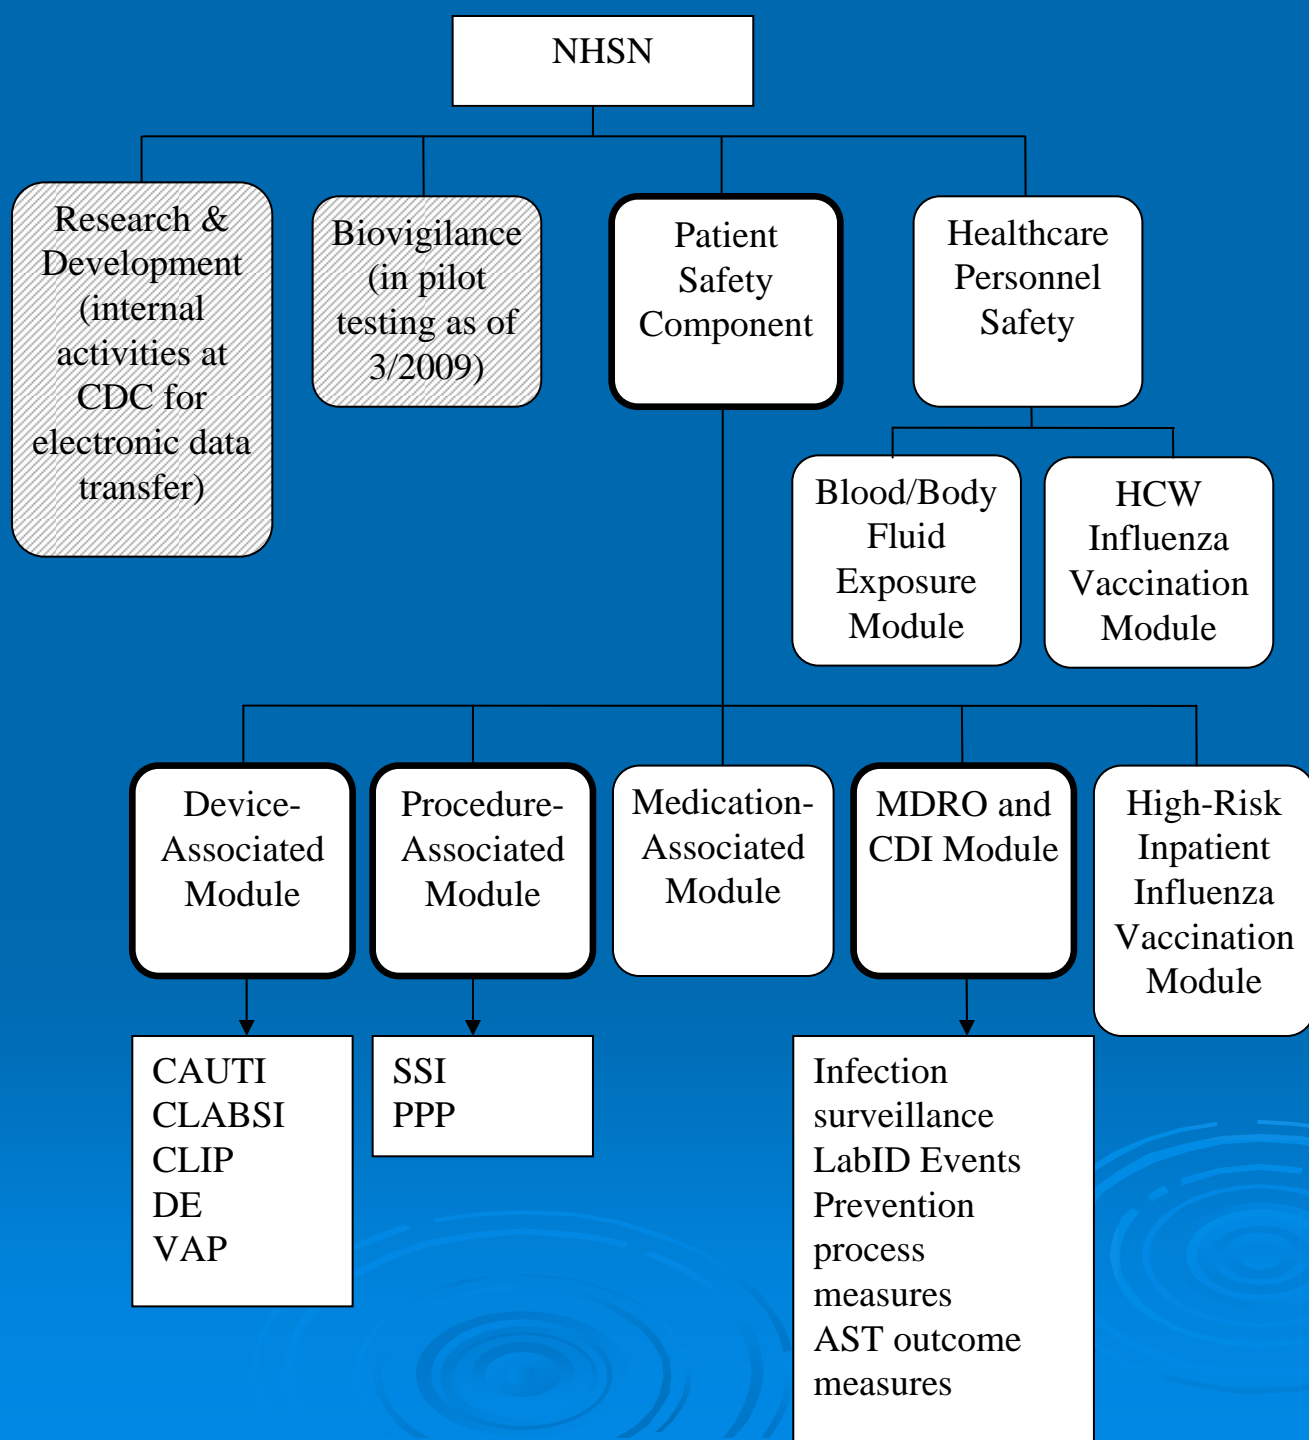 NHSN
Research &
Development
(internal
activities at
CDC for
electronic data
transfer)
Biovigilance
(in pilot
testing as of
3/2009)
Patient
Safety
Component
Healthcare
Personnel
Safety
Blood/Body
Fluid
Exposure
Module
HCW
Influenza
Vaccination
Module
Device-
Associated
Module
Procedure-
Associated
Module
Medication-
Associated
Module
MDRO and
CDI Module
High-Risk
Inpatient
Influenza
Vaccination
Module
CAUTI
CLABSI
CLIP
DE
VAP
SSI
PPP
Infection
surveillance
LabID Events
Prevention
process
measures
AST outcome
measures